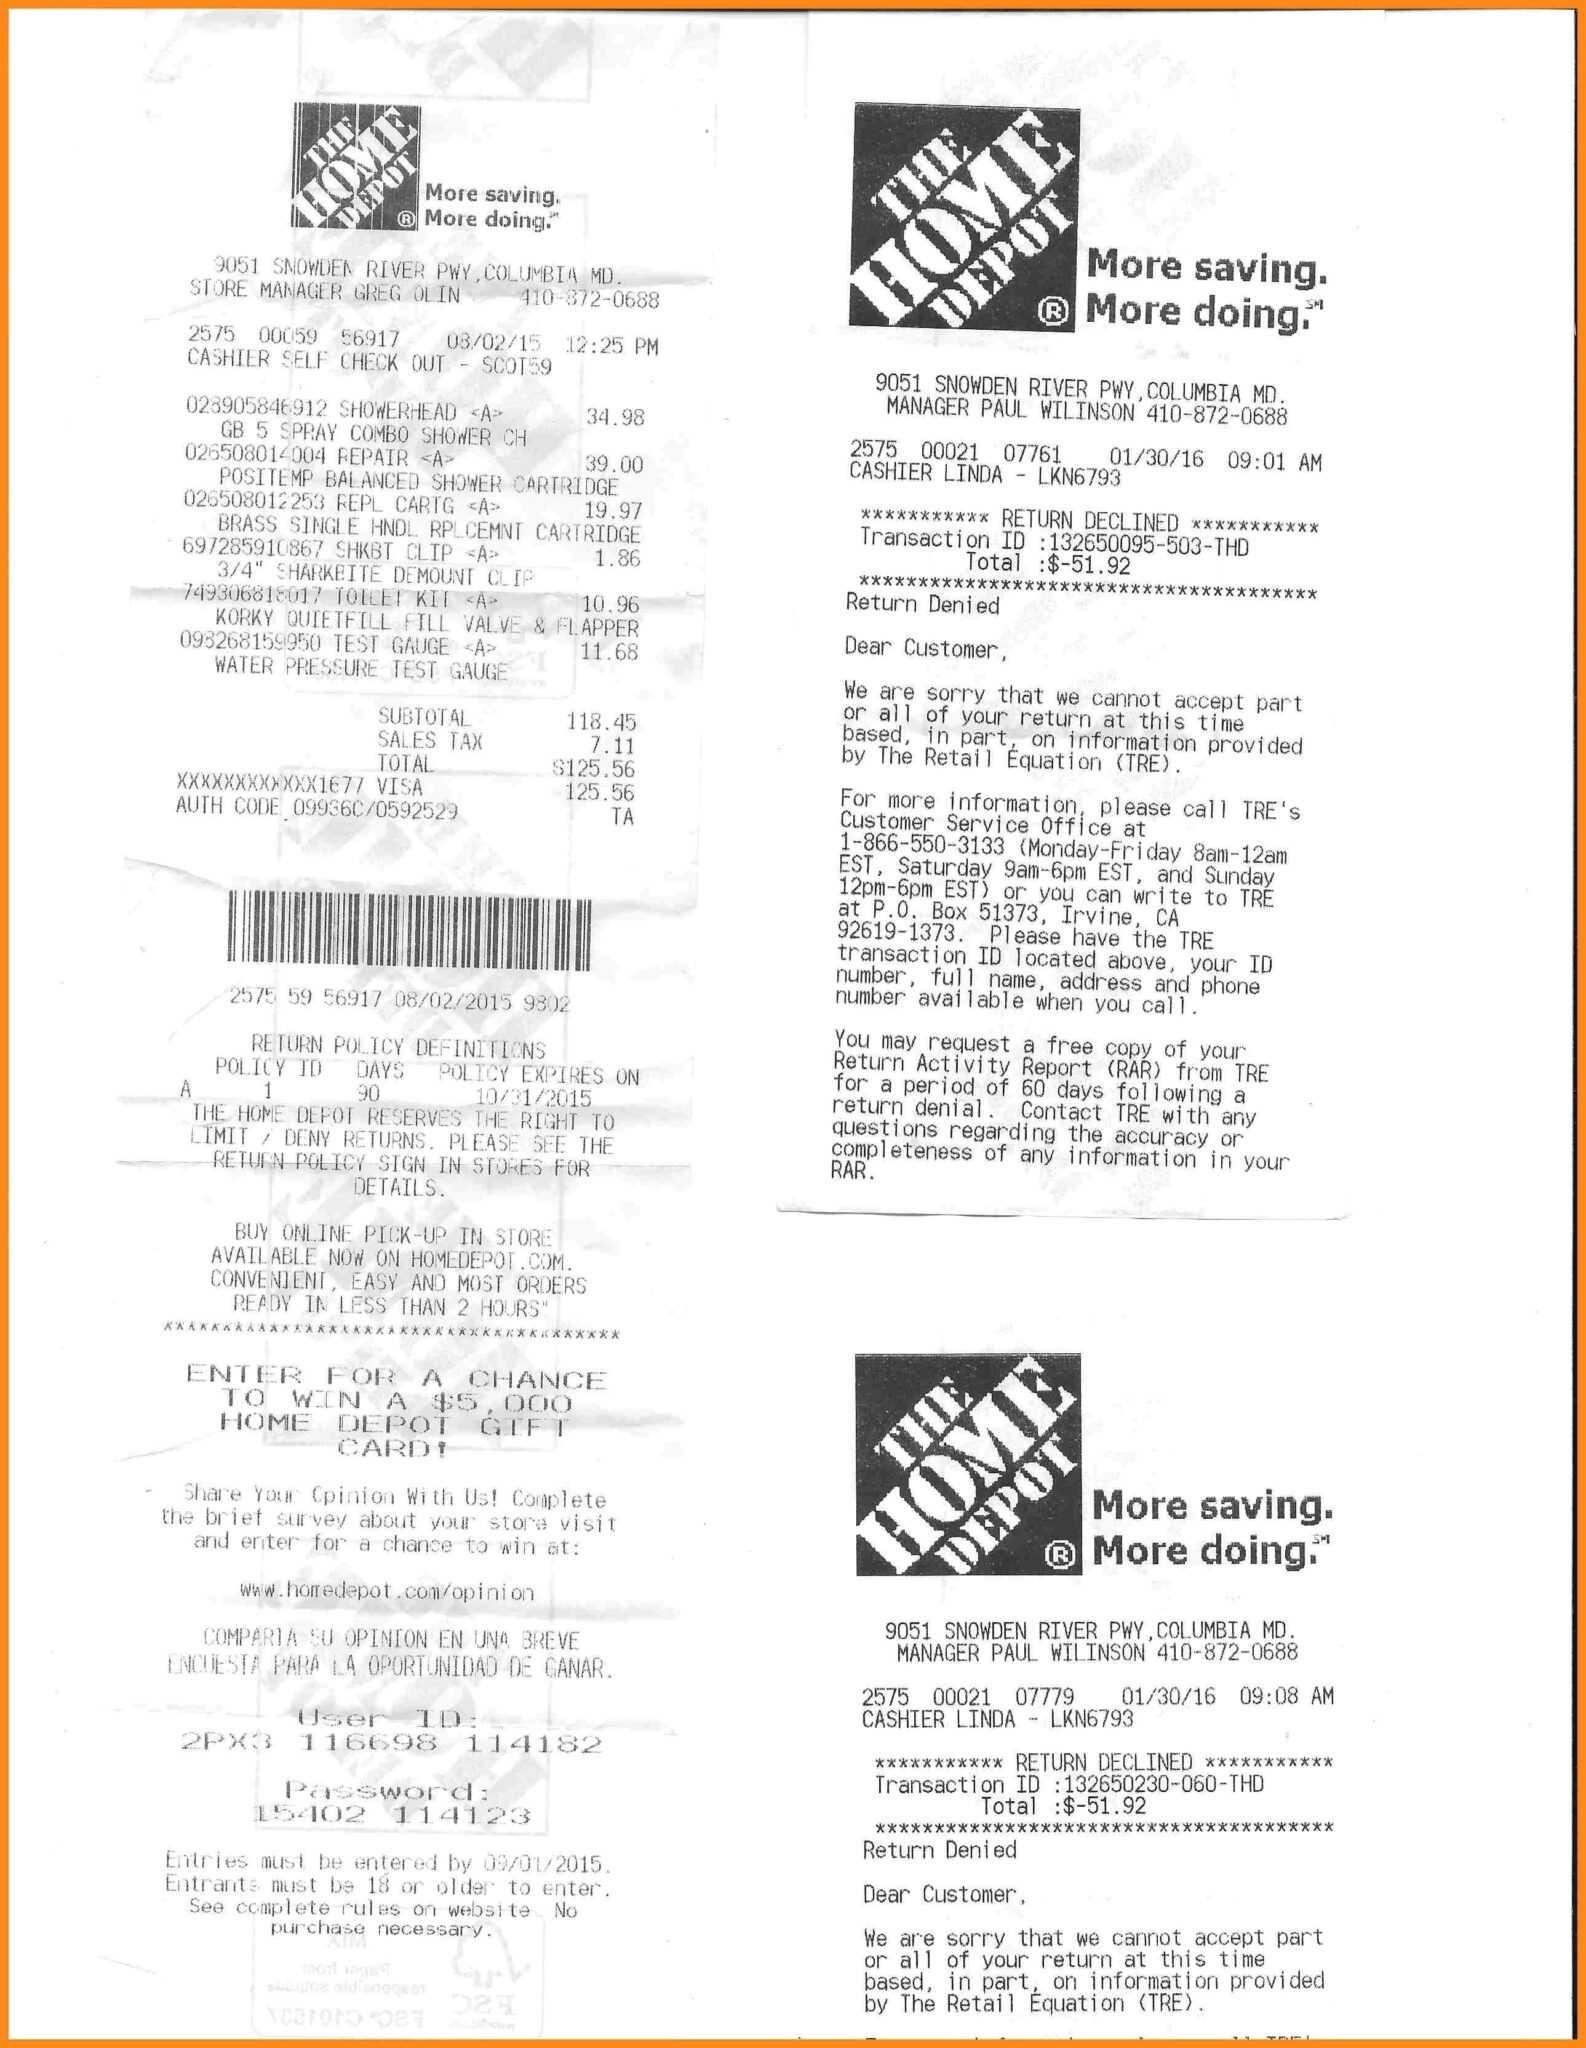 THE
HOME
DEPOT
®
More saving.
More doing.℠
9051 SNOWDEN RIVER PWY,COLUMBIA MD.
STORE MANAGER GREG OLIN 410-872-0688
2575 00059 56917 08/02/15 12:25 PM
CASHIER SELF CHECK OUT - SCOT59
028905846912 SHOWERHEAD <A> 34.98
GB 5 SPRAY COMBO SHOWER CH
026508014004 REPAIR <A> 39.00
POSITEMP BALANCED SHOWER CARTRIDGE
026508012253 REPL CARTG <A> 19.97
BRASS SINGLE HNDL RPLCEMNT CARTRIDGE
697285910867 SHKBT CLIP <A> 1.86
3/4" SHARKBITE DEMOUNT CLIP
749306818017 TOILET KIT <A> 10.96
KORKY QUIETFILL FILL VALVE & FLAPPER
098268159950 TEST GAUGE <A> 11.68
WATER PRESSURE TEST GAUGE
SUBTOTAL 118.45
SALES TAX 7.11
TOTAL $125.56
XXXXXXXXXXXX1677 VISA 125.56
AUTH CODE 09936C/0592529 TA
2575 59 56917 08/02/2015 9802
RETURN POLICY DEFINITIONS
POLICY ID DAYS POLICY EXPIRES ON
A 1 90 10/31/2015
THE HOME DEPOT RESERVES THE RIGHT TO
LIMIT / DENY RETURNS. PLEASE SEE THE
RETURN POLICY SIGN IN STORES FOR
DETAILS.
BUY ONLINE PICK-UP IN STORE
AVAILABLE NOW ON HOMEDEPOT.COM.
CONVENIENT, EASY AND MOST ORDERS
READY IN LESS THAN 2 HOURS"
****************************************
ENTER FOR A CHANCE
TO WIN A $5,000
HOME DEPOT GIFT
CARD!
Share Your Opinion With Us! Complete
the brief survey about your store visit
and enter for a chance to win at:
www.homedepot.com/opinion
COMPARTA SU OPINION EN UNA BREVE
ENCUESTA PARA LA OPORTUNIDAD DE GANAR.
User ID:
2PX3 116698 114182
Password:
15402 114123
Entries must be entered by 09/01/2015.
Entrants must be 18 or older to enter.
See complete rules on website. No
purchase necessary.
THE
HOME
DEPOT
®
More saving.
More doing.℠
9051 SNOWDEN RIVER PWY,COLUMBIA MD.
MANAGER PAUL WILINSON 410-872-0688
2575 00021 07761 01/30/16 09:01 AM
CASHIER LINDA - LKN6793
*********** RETURN DECLINED ***********
Transaction ID :132650095-503-THD
Total :$-51.92
***************************************
Return Denied
Dear Customer,
We are sorry that we cannot accept part
or all of your return at this time
based, in part, on information provided
by The Retail Equation (TRE).
For more information, please call TRE's
Customer Service Office at
1-866-550-3133 (Monday-Friday 8am-12am
EST, Saturday 9am-6pm EST, and Sunday
12pm-6pm EST) or you can write to TRE
at P.O. Box 51373, Irvine, CA
92619-1373. Please have the TRE
transaction ID located above, your ID
number, full name, address and phone
number available when you call.
You may request a free copy of your
Return Activity Report (RAR) from TRE
for a period of 60 days following a
return denial. Contact TRE with any
questions regarding the accuracy or
completeness of any information in your
RAR.
THE
HOME
DEPOT
®
More saving.
More doing.℠
9051 SNOWDEN RIVER PWY,COLUMBIA MD.
MANAGER PAUL WILINSON 410-872-0688
2575 00021 07779 01/30/16 09:08 AM
CASHIER LINDA - LKN6793
*********** RETURN DECLINED ***********
Transaction ID :132650230-060-THD
Total :$-51.92
***************************************
Return Denied
Dear Customer,
We are sorry that we cannot accept part
or all of your return at this time
based, in part, on information provided
by The Retail Equation (TRE).